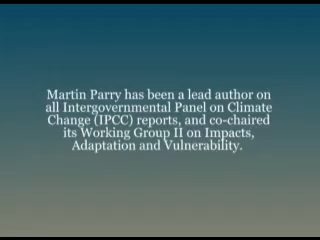 Martin Parry has been a lead author on
all Intergovernmental Panel on Climate
Change (IPCC) reports, and co-chaired
its Working Group II on Impacts,
Adaptation and Vulnerability.